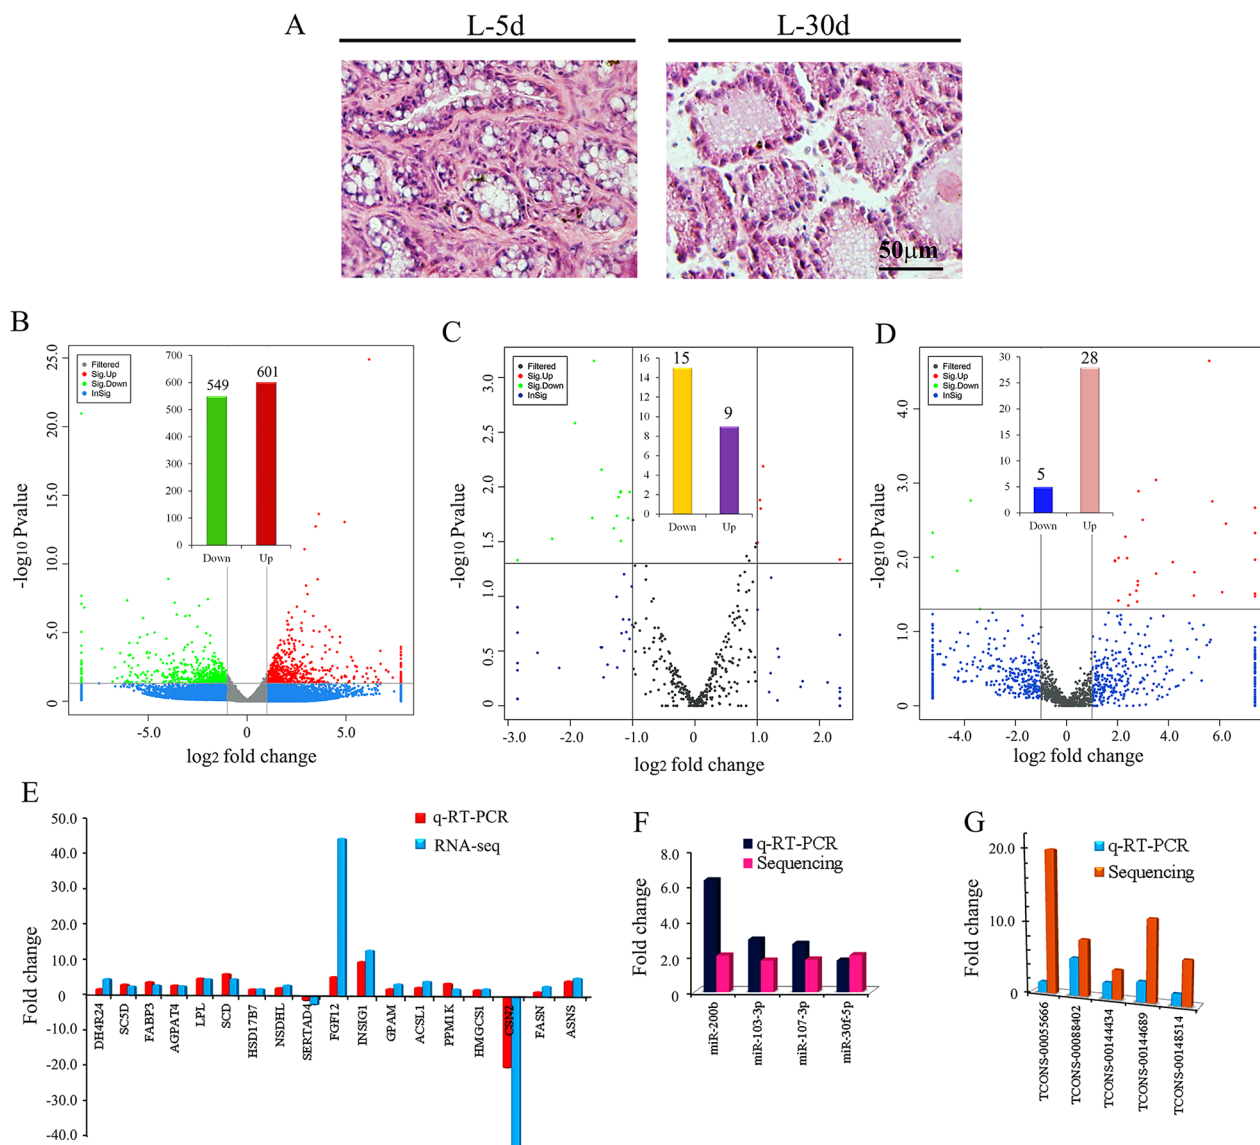 A
L-5d
L-30d
50μm
B
Filtered
Sig.Up
Sig.Down
InSig
700
600
500
400
300
200
100
0
549
601
Down
Up
25.0
20.0
15.0
10.0
5.0
0
-log10 Pvalue
-5.0
0
5.0
log2 fold change
C
Filtered
Sig.Up
Sig.Down
InSig
16
14
12
10
8
6
4
2
0
15
9
Down
Up
3.0
2.5
2.0
1.5
1.0
0.5
0
-log10 Pvalue
-3.0
-2.0
-1.0
0
1.0
2.0
log2 fold change
D
Filtered
Sig.Up
Sig.Down
InSig
30
25
20
15
10
5
0
5
28
Down
Up
4.0
3.0
2.0
1.0
0
-log10 Pvalue
-4.0
-2.0
0
2.0
4.0
6.0
log2 fold change
E
q-RT-PCR
RNA-seq
50.0
40.0
30.0
20.0
10.0
0
-10.0
-20.0
-30.0
-40.0
Fold change
DH4R24
SC5D
FABP3
AGPAT4
LPL
SCD
HSD17B7
NSDHL
SERTAD4
FGH12
INSIG1
GPAM
ACSL1
PPM1K
HMGCS1
CSN2
FASN
ASNS
F
q-RT-PCR
Sequencing
8.0
6.0
4.0
2.0
0
Fold change
miR-200b
miR-103-3p
miR-107-3p
miR-30f-5p
G
q-RT-PCR
Sequencing
20.0
10.0
0
Fold change
TCONS-00055666
TCONS-00088402
TCONS-00144434
TCONS-00144689
TCONS-00148514